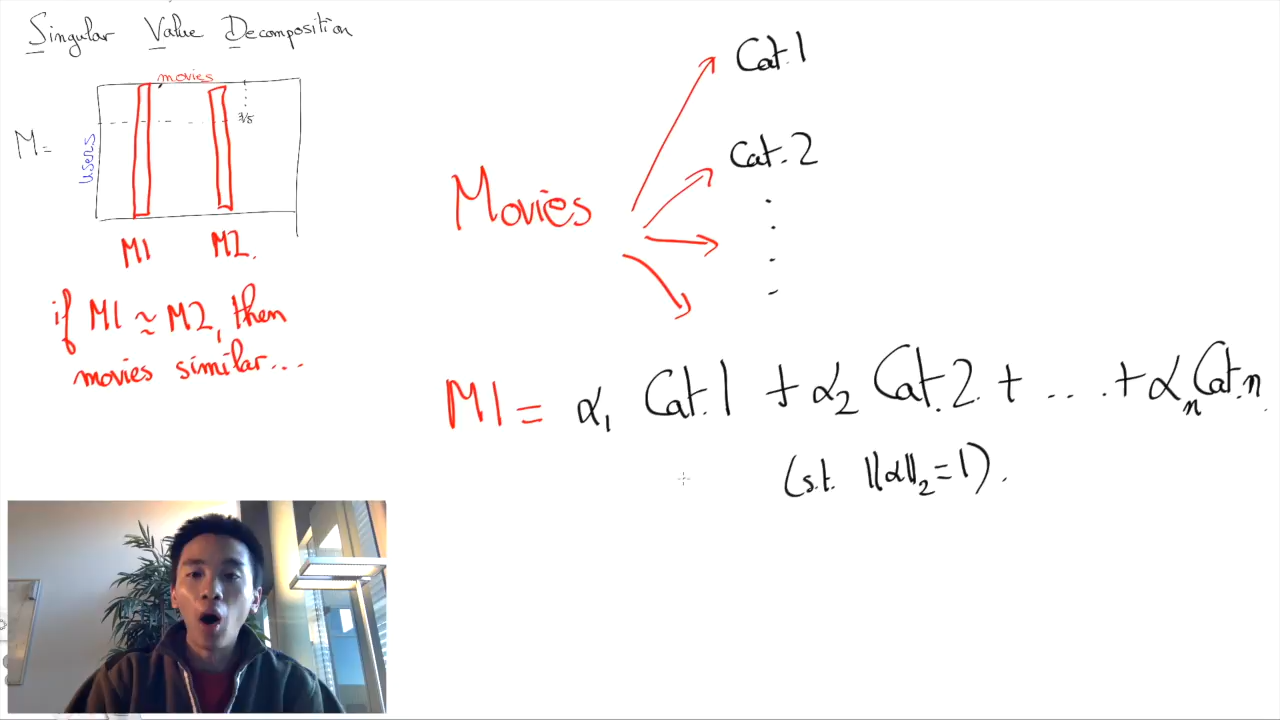 Singular Value Decomposition
movies
3/5
M=
users
M1 M2.
if M1 ≈ M2, then
movies similar...
Cat.1
Cat.2
Movies
M1 = α₁ Cat.1 + α₂ Cat.2 + ... + αₙ Cat.n
(s.t. ||α||₂=1).